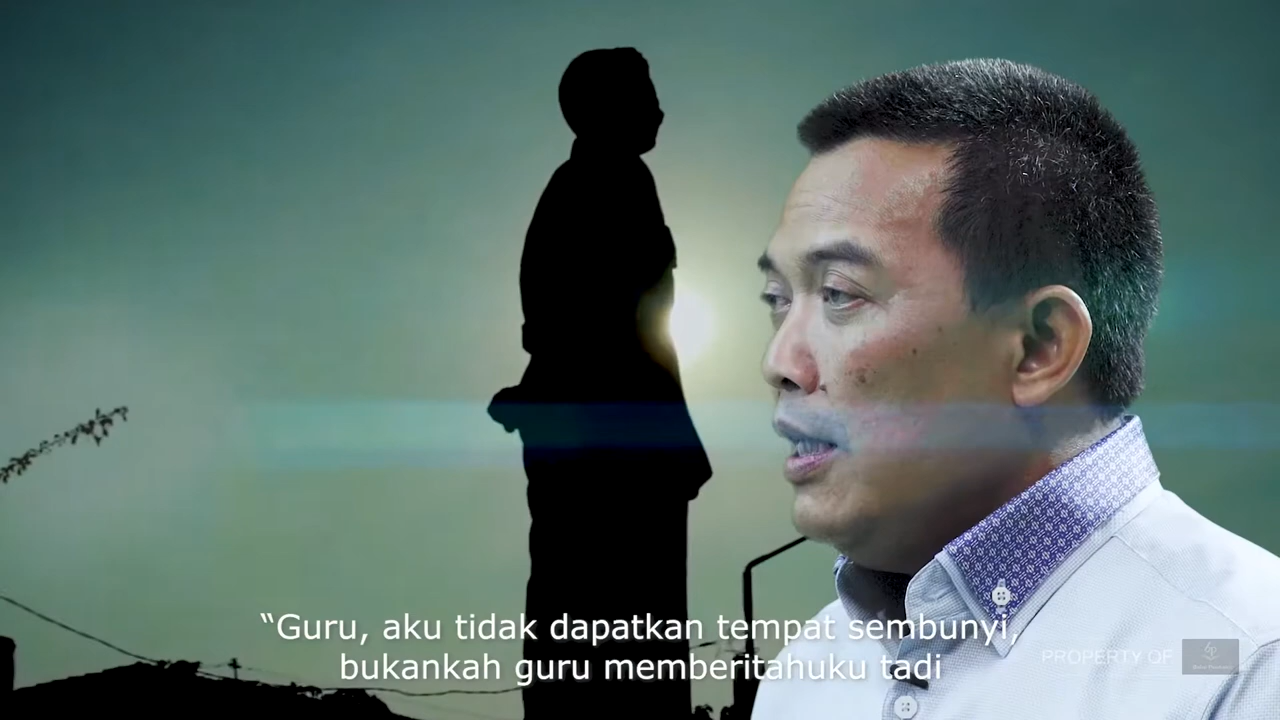 “Guru, aku tidak dapatkan tempat sembunyi,
bukankah guru memberitahuku tadi
PROPERTY OF